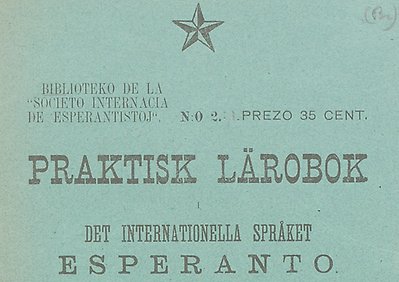 BIBLIOTEKO DE LA
"SOCIETO INTERNACIA
DE ESPERANTISTOJ".
N:O 2. PREZO 35 CENT.
PRAKTISK LÄROBOK
I
DET INTERNATIONELLA SPRÅKET
ESPERANTO.